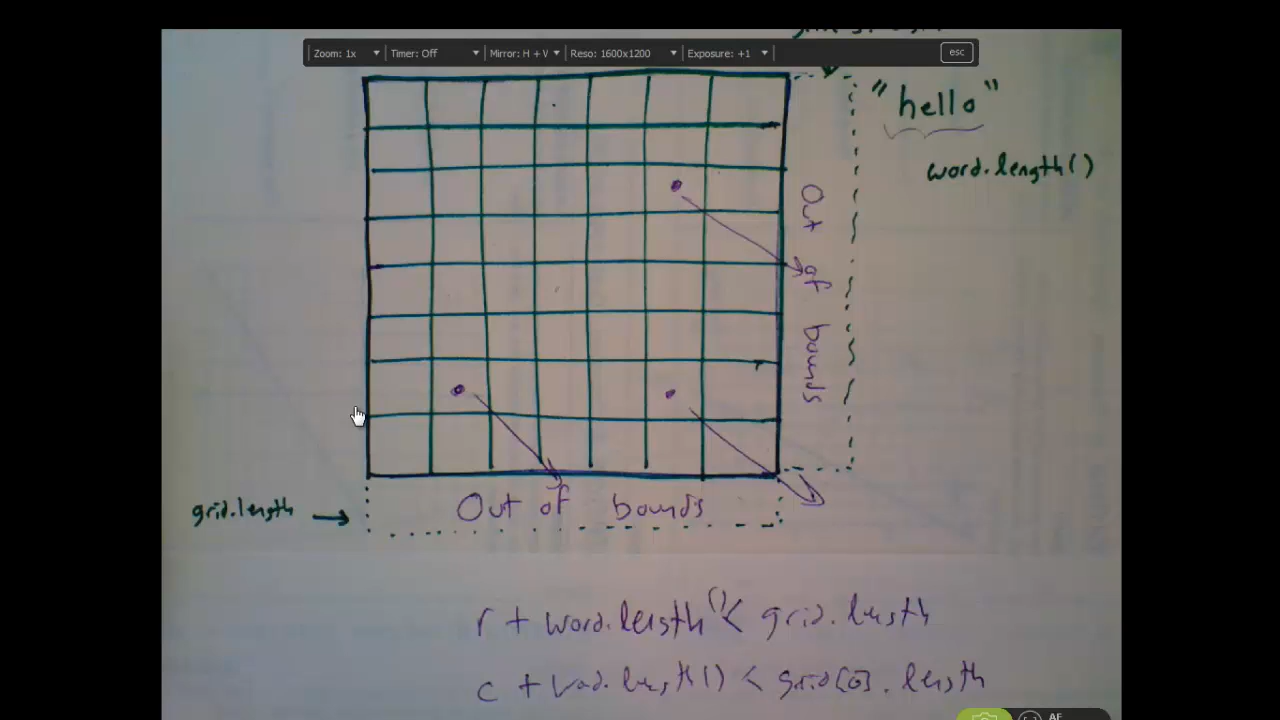 Zoom: 1x Timer: Off Mirror: H + V Reso: 1600x1200 Exposure: +1 esc
"hello"
word.length()
Out of bounds
grid.length
Out of bounds
r + word.length() < grid.length
c + word.length() < grid[0].length
AF